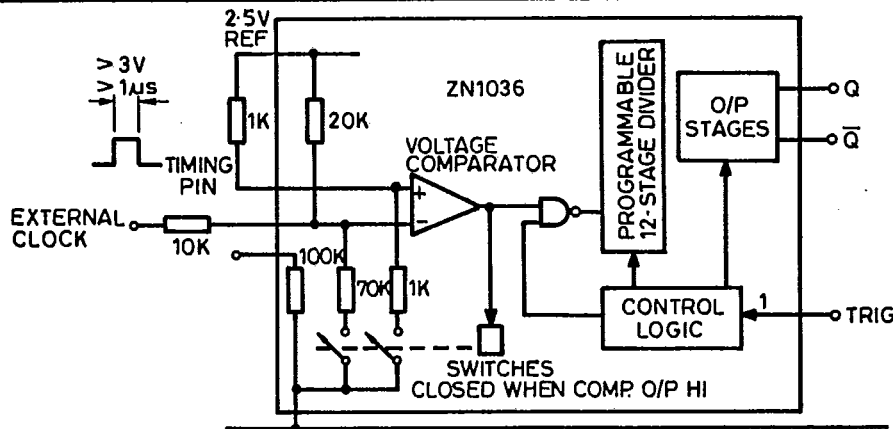 2·5V
REF
> 3V
> 1μs
1K
20K
ZN1036
TIMING
PIN
VOLTAGE
COMPARATOR
+
-
PROGRAMMABLE
12-STAGE DIVIDER
O/P
STAGES
Q
Q̅
EXTERNAL
CLOCK
10K
100K
70K
1K
CONTROL
LOGIC
1
TRIG
SWITCHES
CLOSED WHEN COMP. O/P HI